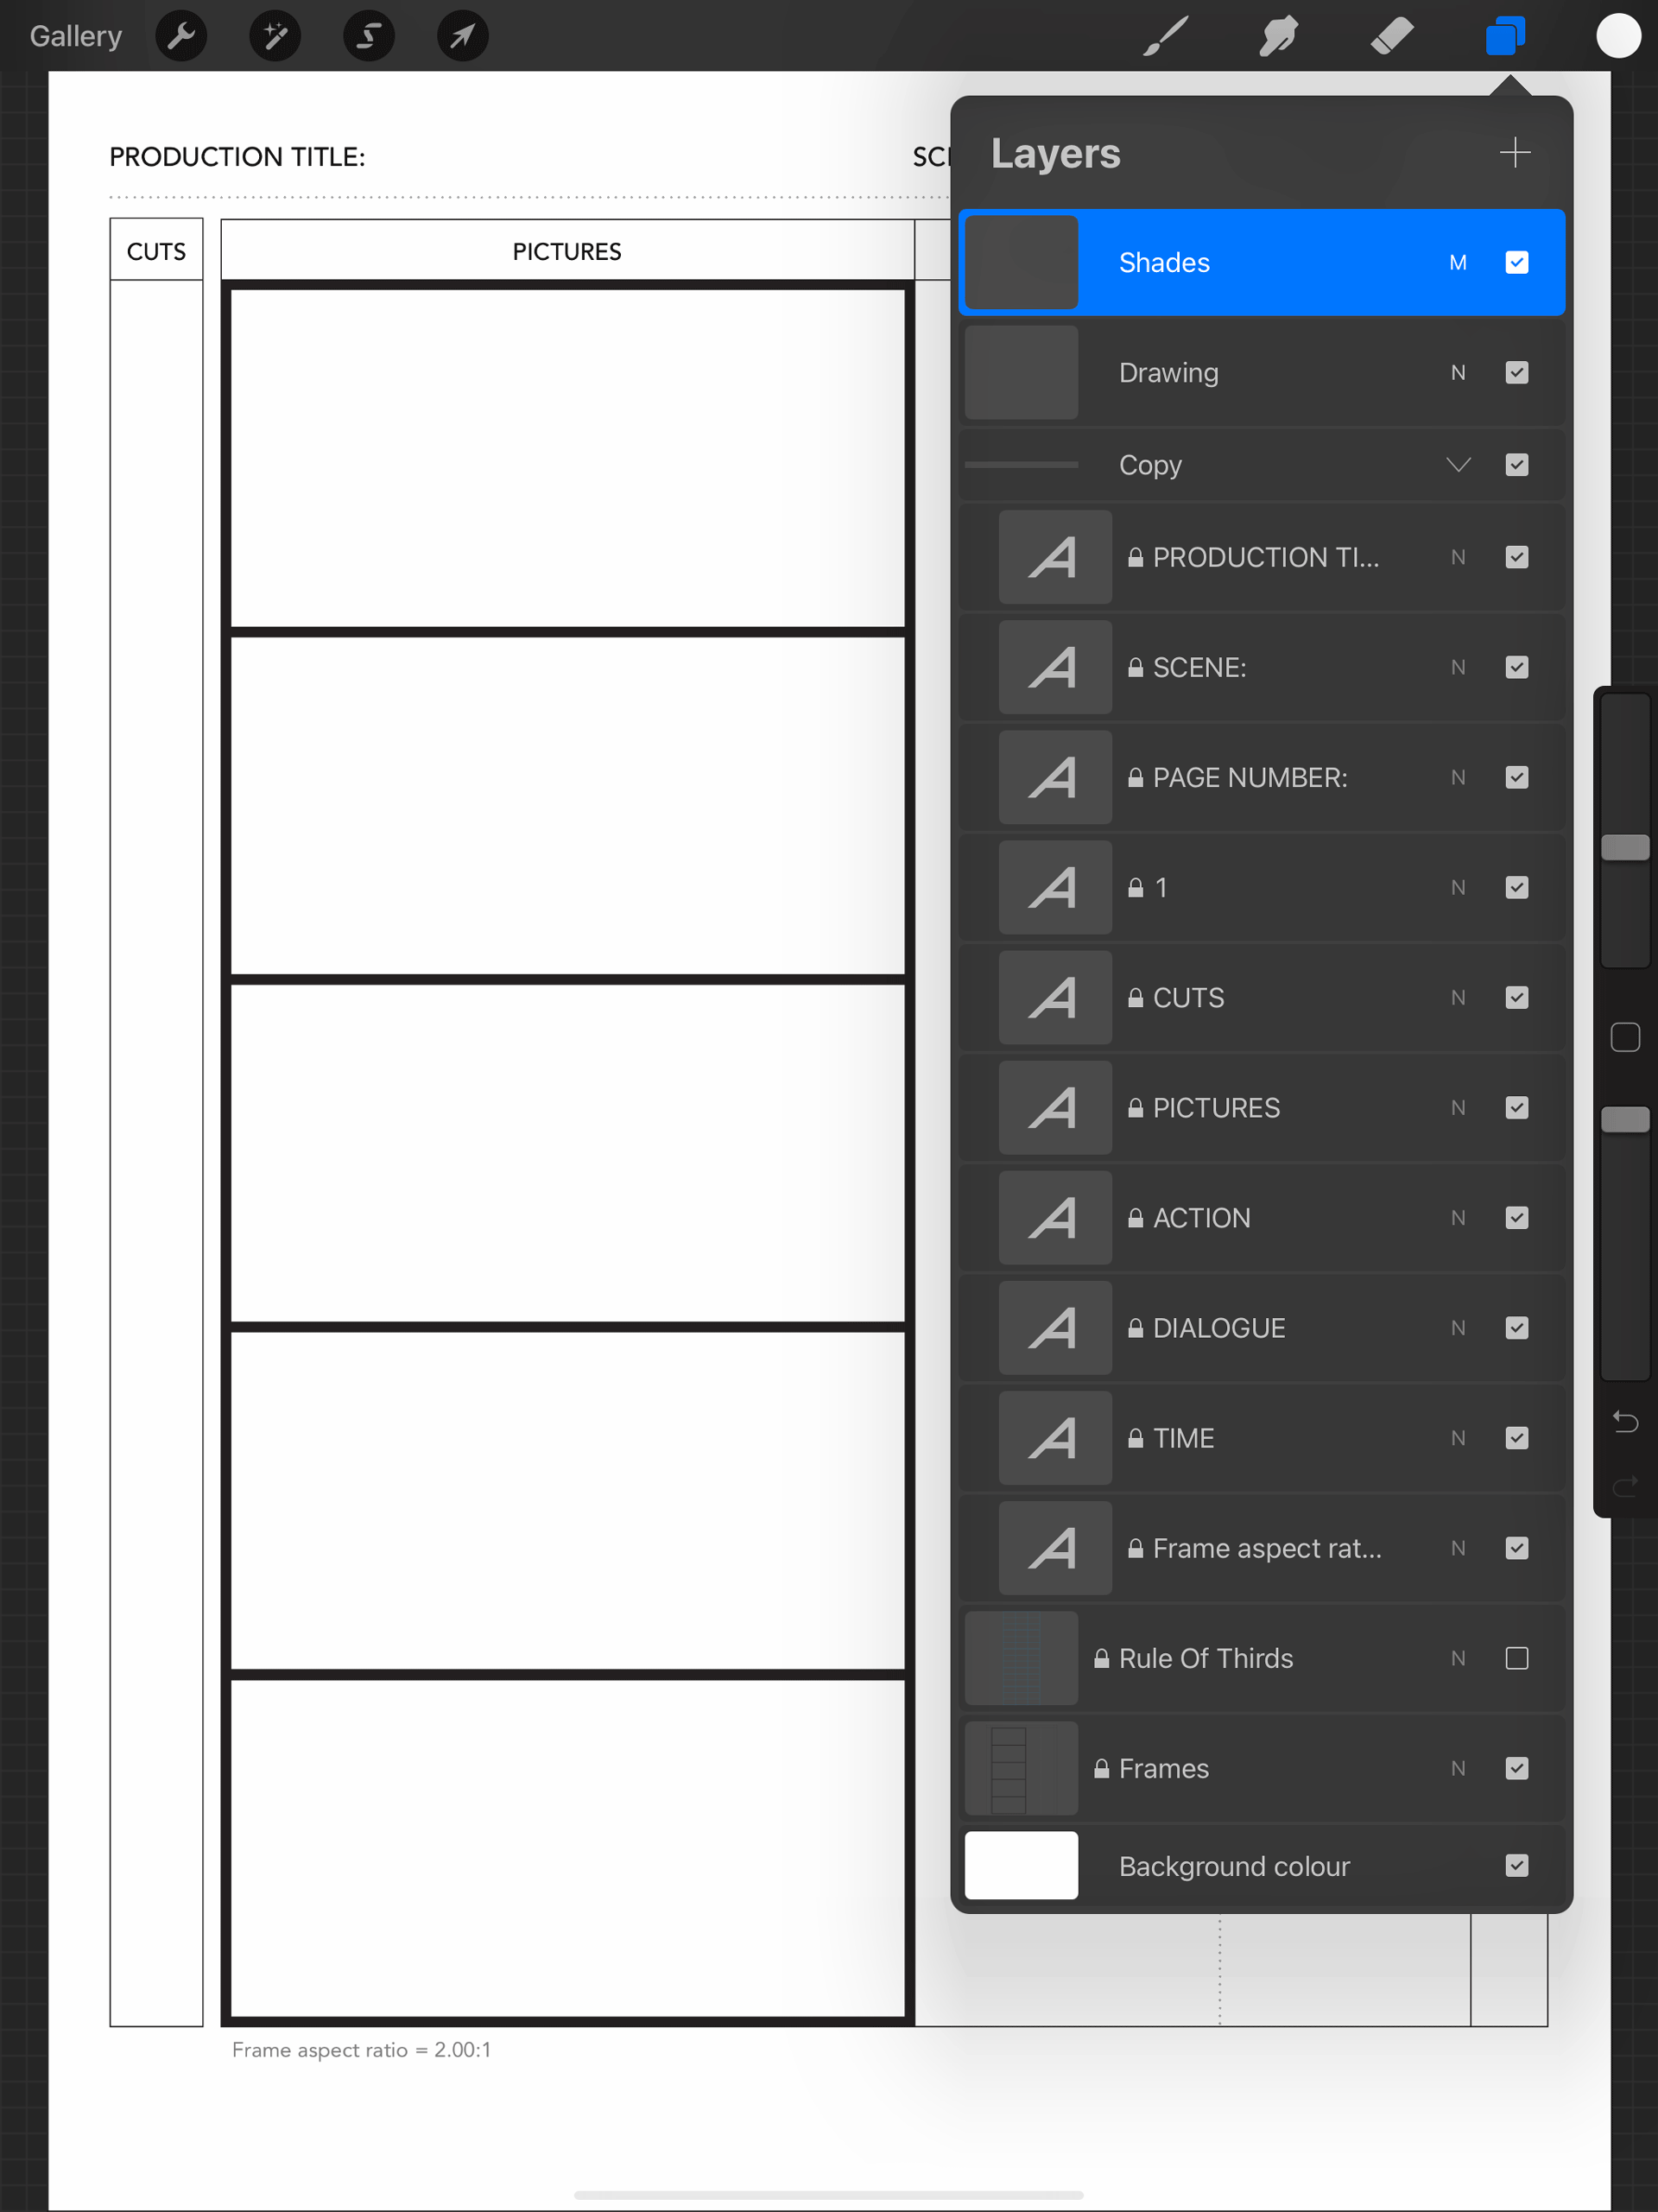 Gallery
PRODUCTION TITLE:
CUTS
PICTURES
Frame aspect ratio = 2.00:1
Layers
Shades M
Drawing N
Copy
A PRODUCTION TI... N
A SCENE: N
A PAGE NUMBER: N
A 1 N
A CUTS N
A PICTURES N
A ACTION N
A DIALOGUE N
A TIME N
A Frame aspect rat... N
Rule Of Thirds N
Frames N
Background colour